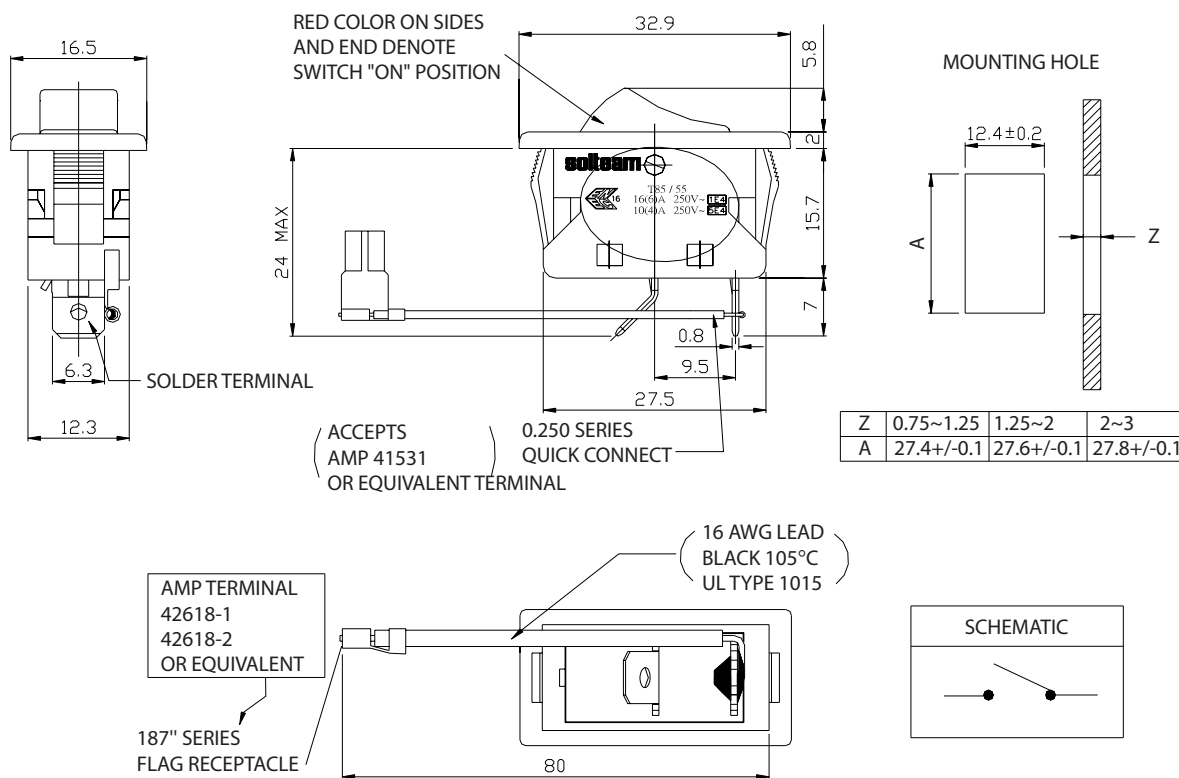 RED COLOR ON SIDES
AND END DENOTE
SWITCH "ON" POSITION
16.5
32.9
5.8
2
MOUNTING HOLE
12.4±0.2
A
Z
solteam
16
T85 / 55
16(6)A 250V~ 1E4
10(4)A 250V~ 5E4
24 MAX
15.7
7
0.8
9.5
27.5
6.3
12.3
SOLDER TERMINAL
ACCEPTS
AMP 41531
OR EQUIVALENT TERMINAL
0.250 SERIES
QUICK CONNECT
Z 0.75~1.25 1.25~2 2~3
A 27.4+/-0.1 27.6+/-0.1 27.8+/-0.1
16 AWG LEAD
BLACK 105°C
UL TYPE 1015
AMP TERMINAL
42618-1
42618-2
OR EQUIVALENT
187" SERIES
FLAG RECEPTACLE
80
SCHEMATIC